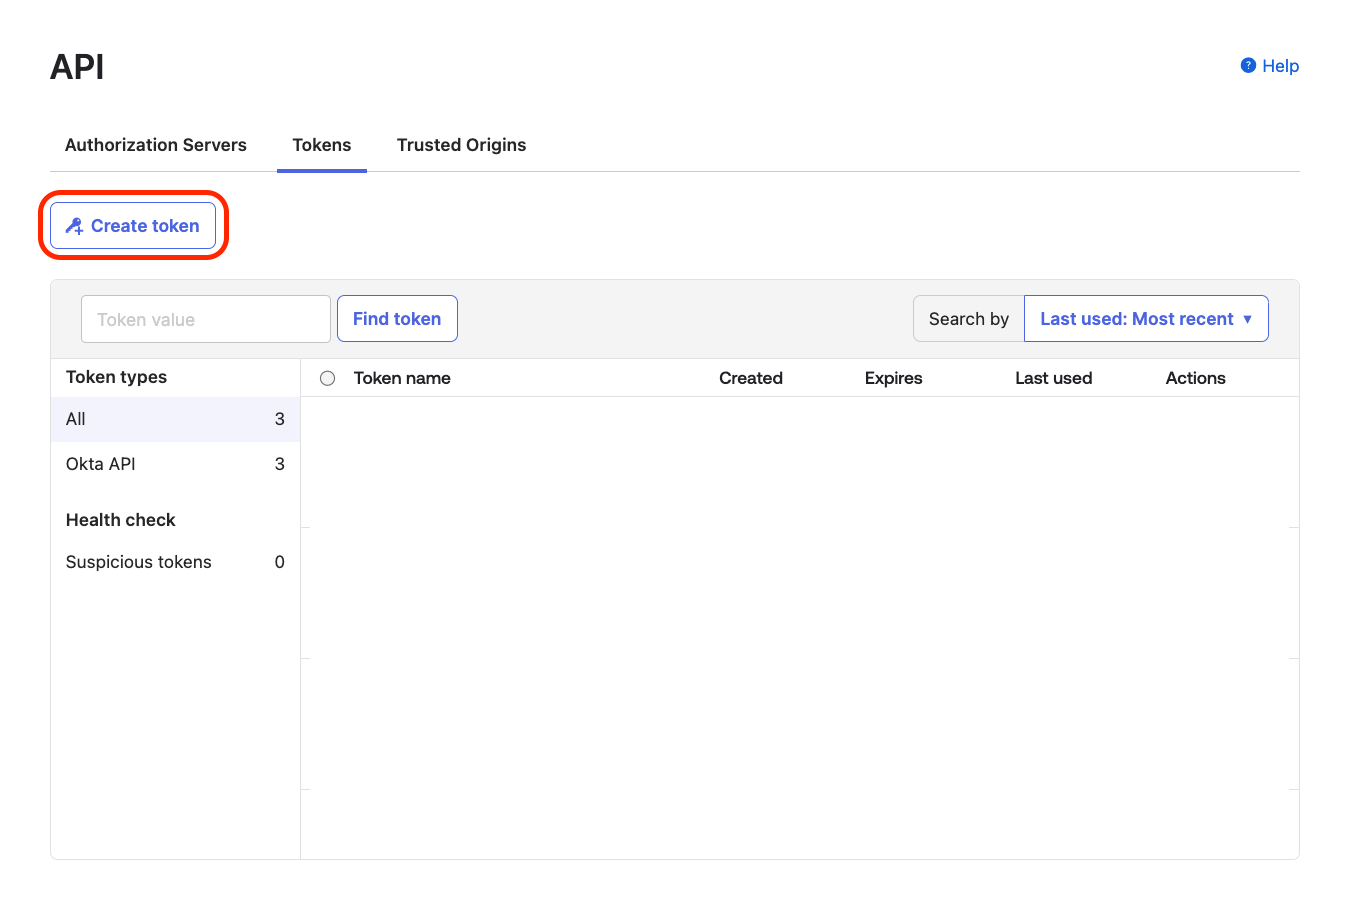 API
Help
Authorization Servers Tokens Trusted Origins
Create token
Token value Find token Search by Last used: Most recent
Token types Token name Created Expires Last used Actions
All 3
Okta API 3
Health check
Suspicious tokens 0